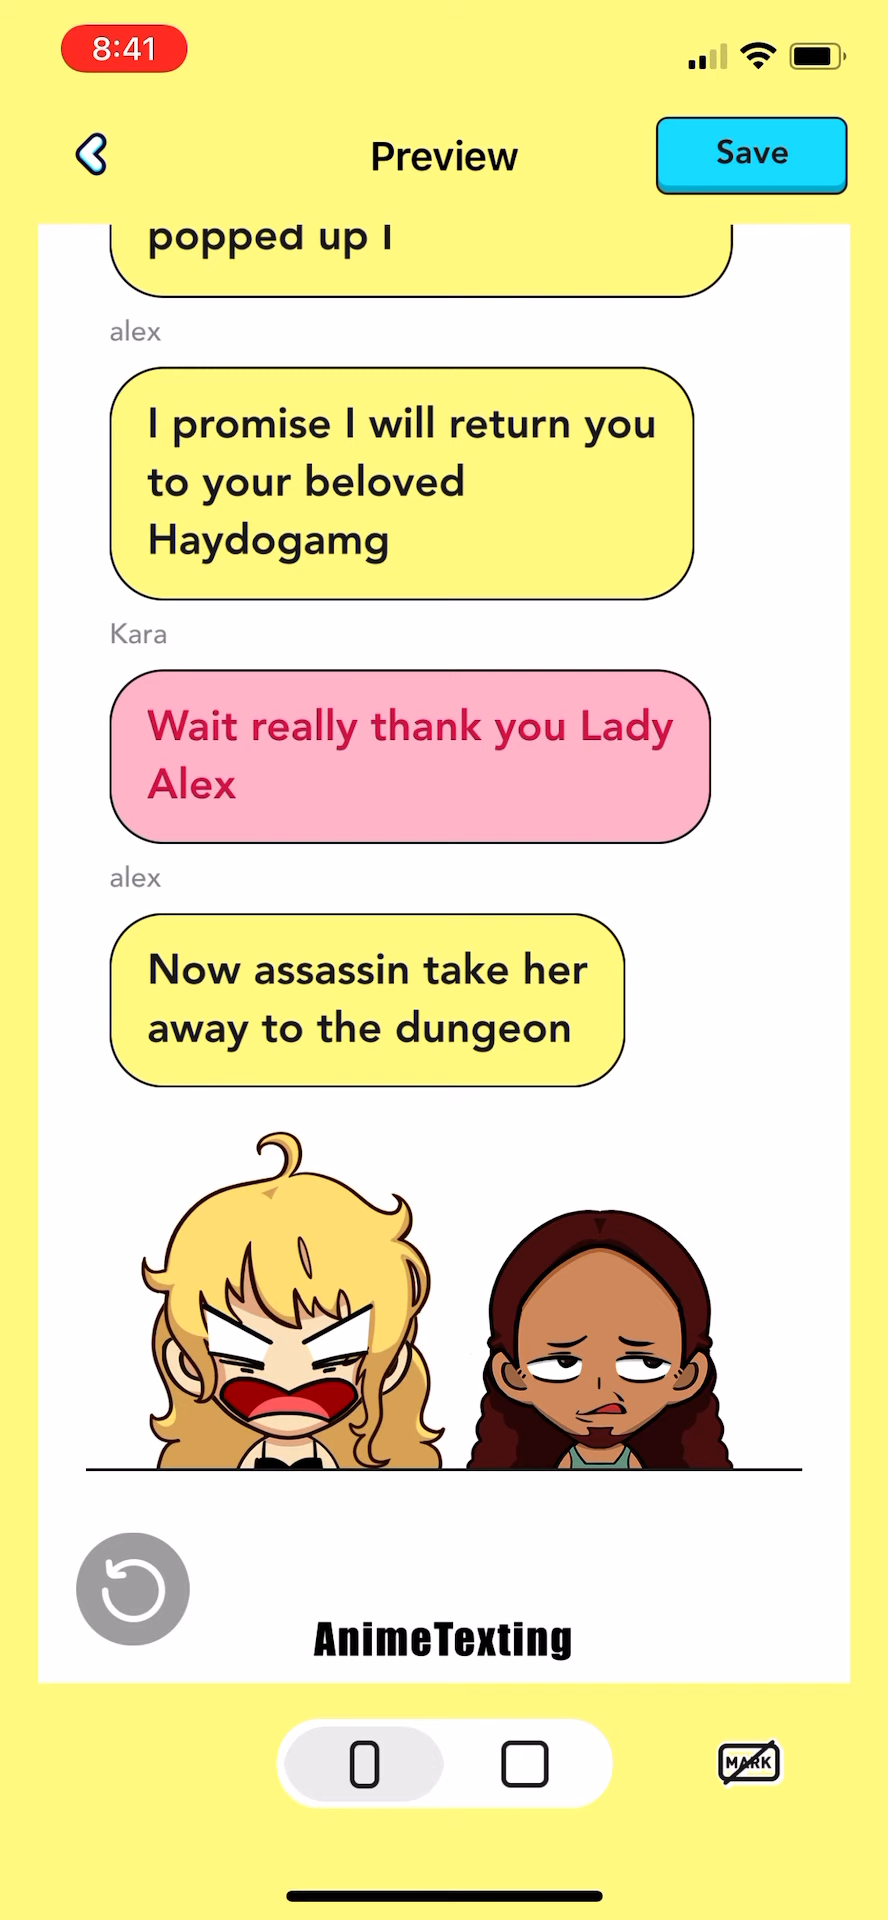 8:41
Preview
Save
popped up I
alex
I promise I will return you
to your beloved
Haydogamg
Kara
Wait really thank you Lady
Alex
alex
Now assassin take her
away to the dungeon
AnimeTexting
MARK